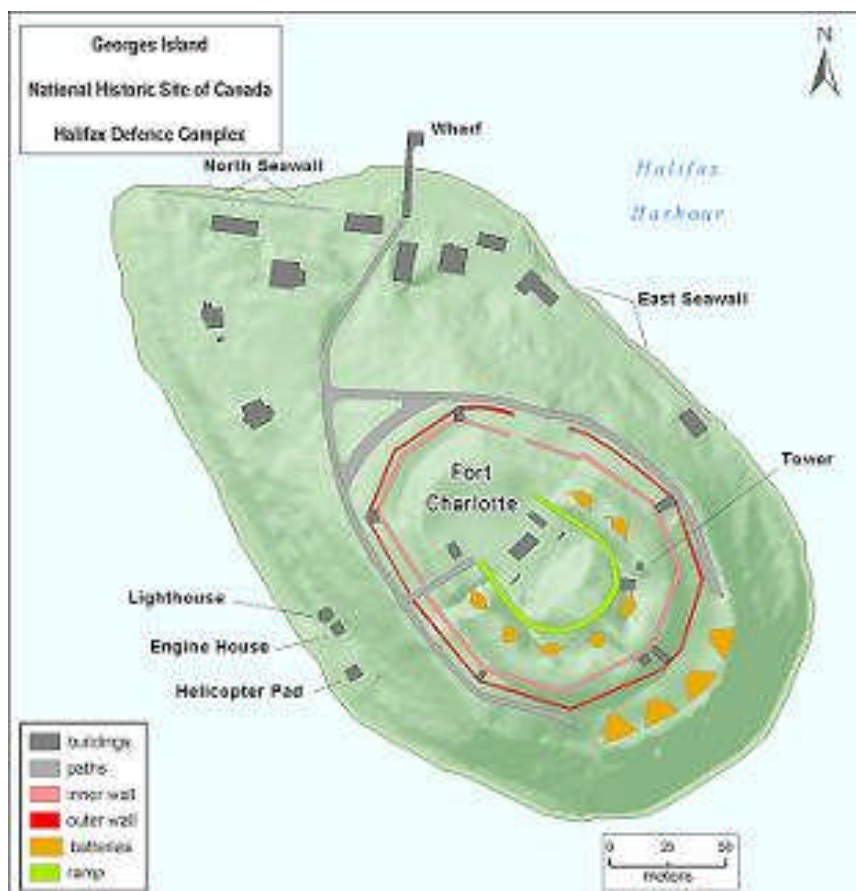 Georges Island
National Historic Site of Canada
Halifax Defence Complex
N
Wharf
North Seawall
Halifax
Harbour
East Seawall
Tower
Fort
Charlotte
Lighthouse
Engine House
Helicopter Pad
buildings
paths
inner wall
outer wall
batteries
ramp
0 25 50
meters